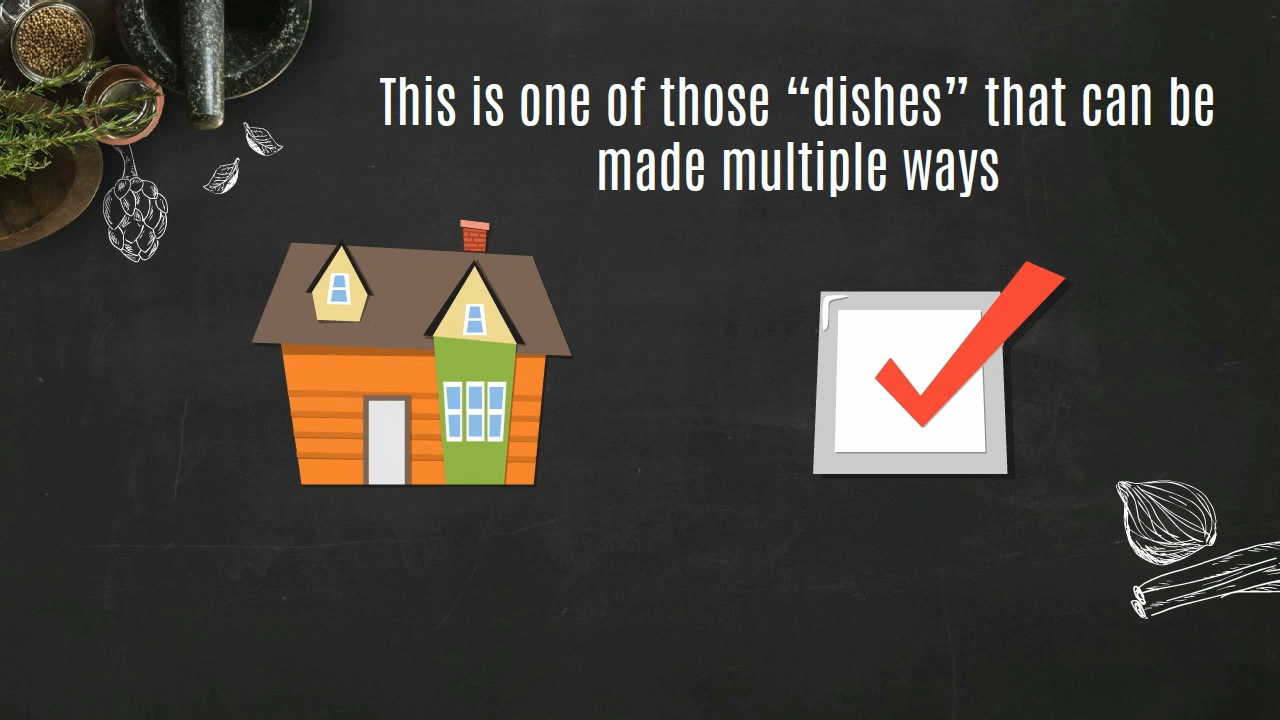 This is one of those “dishes” that can be
made multiple ways